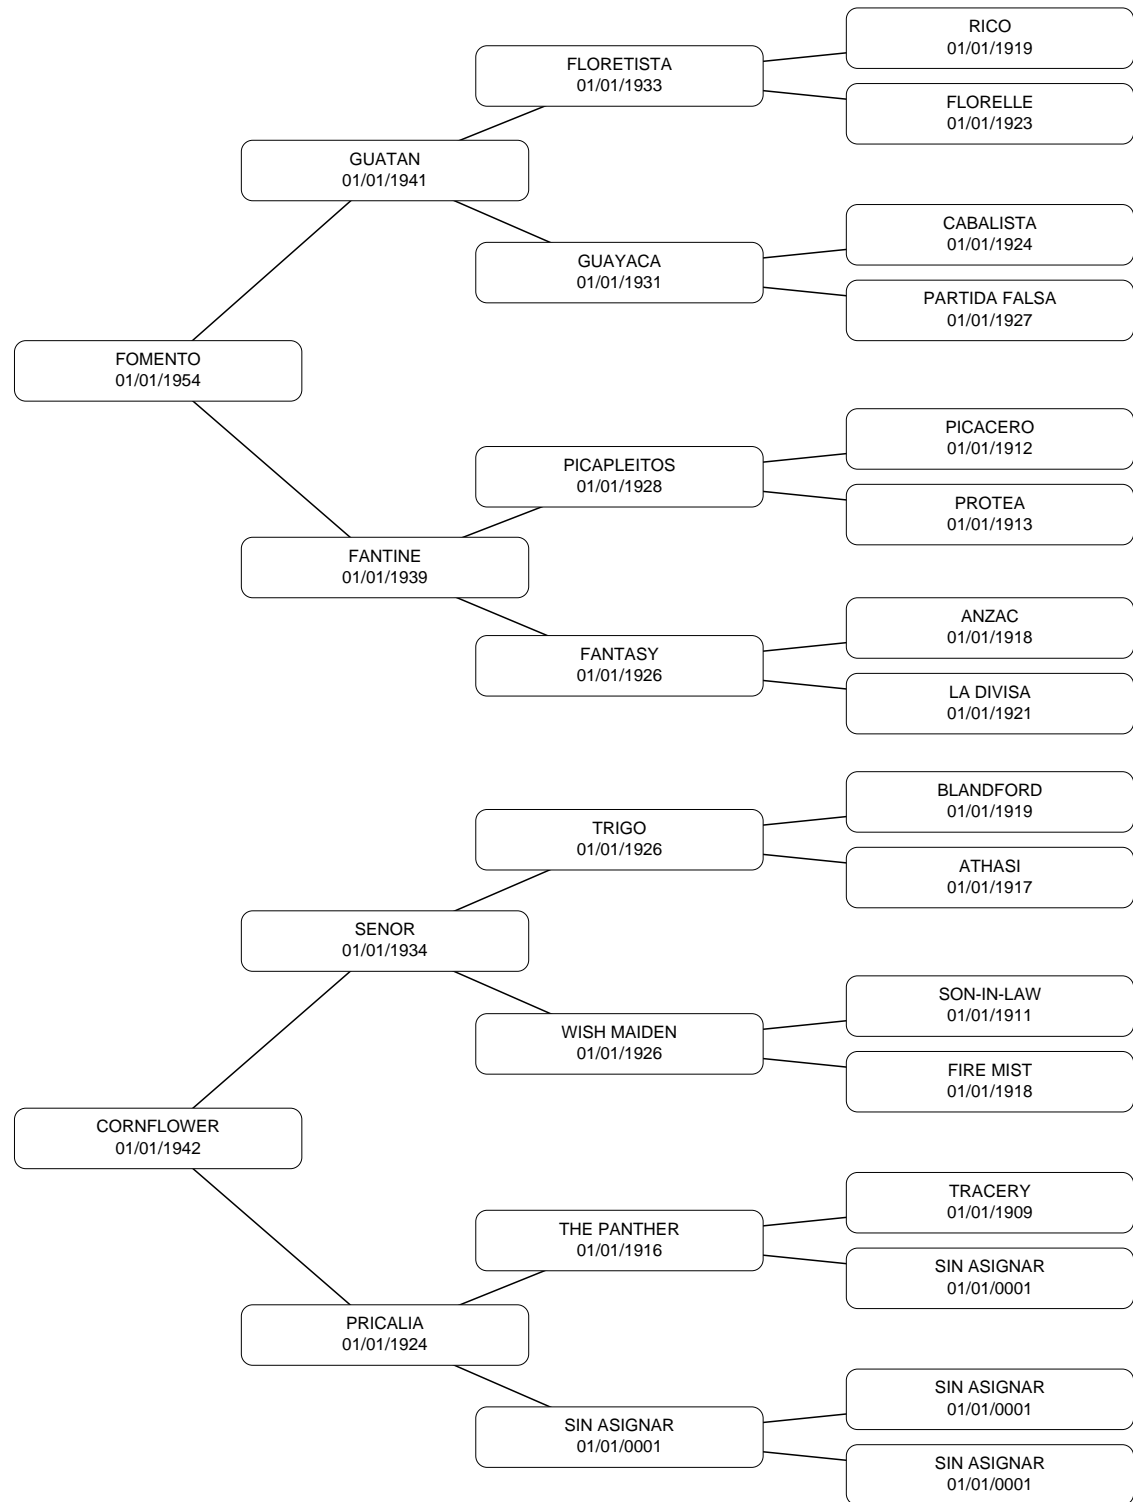 RICO
01/01/1919
FLORETISTA
01/01/1933
FLORELLE
01/01/1923
GUATAN
01/01/1941
CABALISTA
01/01/1924
GUAYACA
01/01/1931
PARTIDA FALSA
01/01/1927
FOMENTO
01/01/1954
PICACERO
01/01/1912
PICAPLEITOS
01/01/1928
PROTEA
01/01/1913
FANTINE
01/01/1939
ANZAC
01/01/1918
FANTASY
01/01/1926
LA DIVISA
01/01/1921
BLANDFORD
01/01/1919
TRIGO
01/01/1926
ATHASI
01/01/1917
SENOR
01/01/1934
SON-IN-LAW
01/01/1911
WISH MAIDEN
01/01/1926
FIRE MIST
01/01/1918
CORNFLOWER
01/01/1942
TRACERY
01/01/1909
THE PANTHER
01/01/1916
SIN ASIGNAR
01/01/0001
PRICALIA
01/01/1924
SIN ASIGNAR
01/01/0001
SIN ASIGNAR
01/01/0001
SIN ASIGNAR
01/01/0001